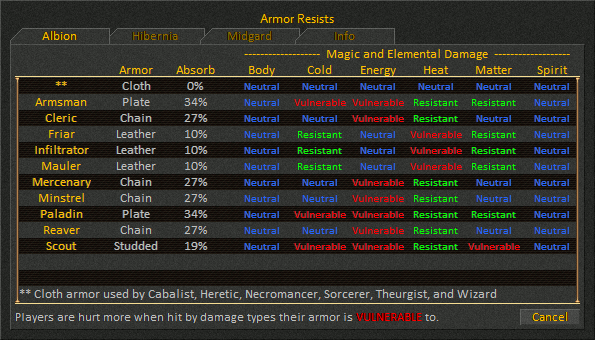 Armor Resists
Albion Hibernia Midgard Info
Magic and Elemental Damage
Armor Absorb Body Cold Energy Heat Matter Spirit
** Cloth 0% Neutral Neutral Neutral Neutral Neutral Neutral
Armsman Plate 34% Neutral Vulnerable Vulnerable Resistant Resistant Neutral
Cleric Chain 27% Neutral Neutral Vulnerable Resistant Neutral Neutral
Friar Leather 10% Neutral Resistant Neutral Vulnerable Resistant Neutral
Infiltrator Leather 10% Neutral Resistant Neutral Vulnerable Resistant Neutral
Mauler Leather 10% Neutral Resistant Neutral Vulnerable Resistant Neutral
Mercenary Chain 27% Neutral Neutral Vulnerable Resistant Neutral Neutral
Minstrel Chain 27% Neutral Neutral Vulnerable Resistant Neutral Neutral
Paladin Plate 34% Neutral Vulnerable Vulnerable Resistant Resistant Neutral
Reaver Chain 27% Neutral Neutral Vulnerable Resistant Neutral Neutral
Scout Studded 19% Neutral Vulnerable Vulnerable Resistant Vulnerable Neutral
** Cloth armor used by Cabalist, Heretic, Necromancer, Sorcerer, Theurgist, and Wizard
Players are hurt more when hit by damage types their armor is VULNERABLE to.
Cancel